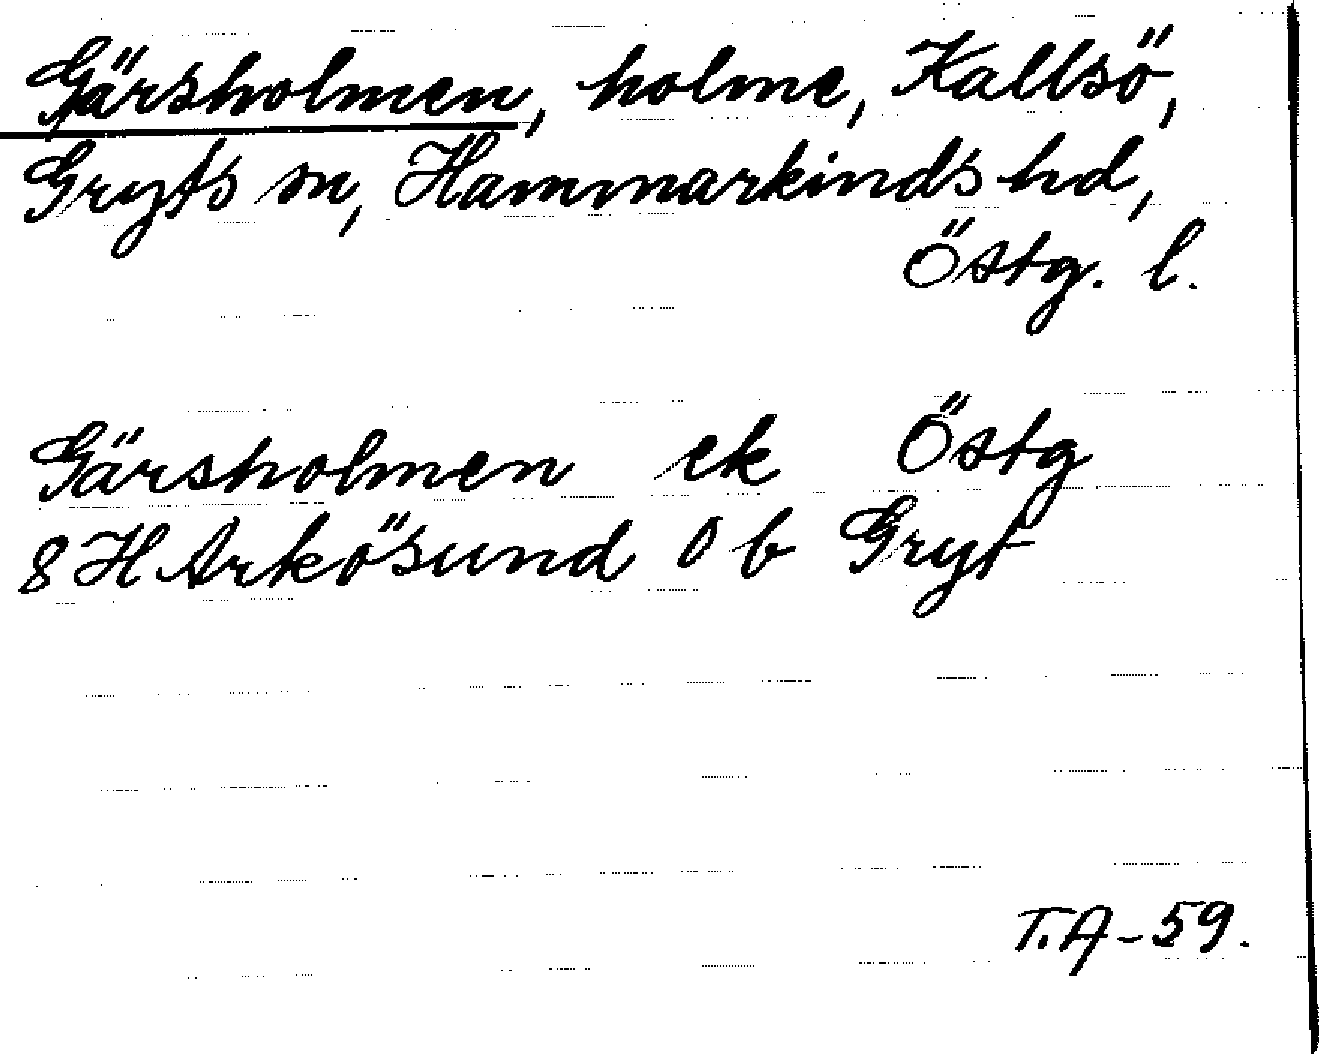 Gärsholmen, holme, Kallsö,
Gryts sn, Hammarkinds hd,
Östg. l.
Gärsholmen ek Östg
8 H Arkösund 0 b Gryt
T.A-59.